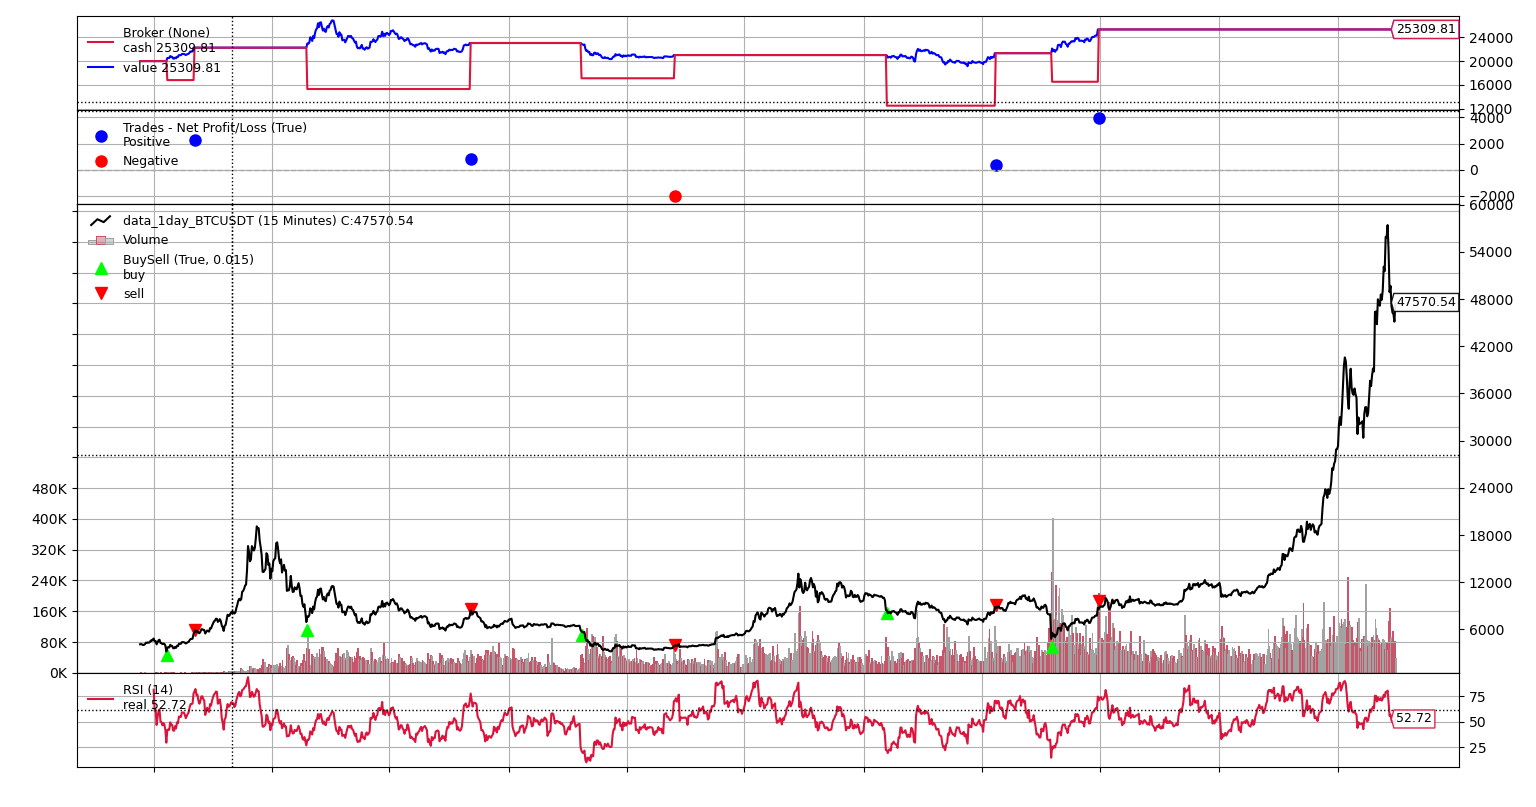 Broker (None)
cash 25309.81
value 25309.81
25309.81
24000
20000
16000
12000
Trades - Net Profit/Loss (True)
Positive
Negative
4000
2000
0
−2000
data_1day_BTCUSDT (15 Minutes) C:47570.54
Volume
BuySell (True, 0.015)
buy
sell
60000
54000
48000
47570.54
42000
36000
30000
24000
18000
12000
6000
480K
400K
320K
240K
160K
80K
0K
RSI (14)
real 52.72
75
52.72
50
25